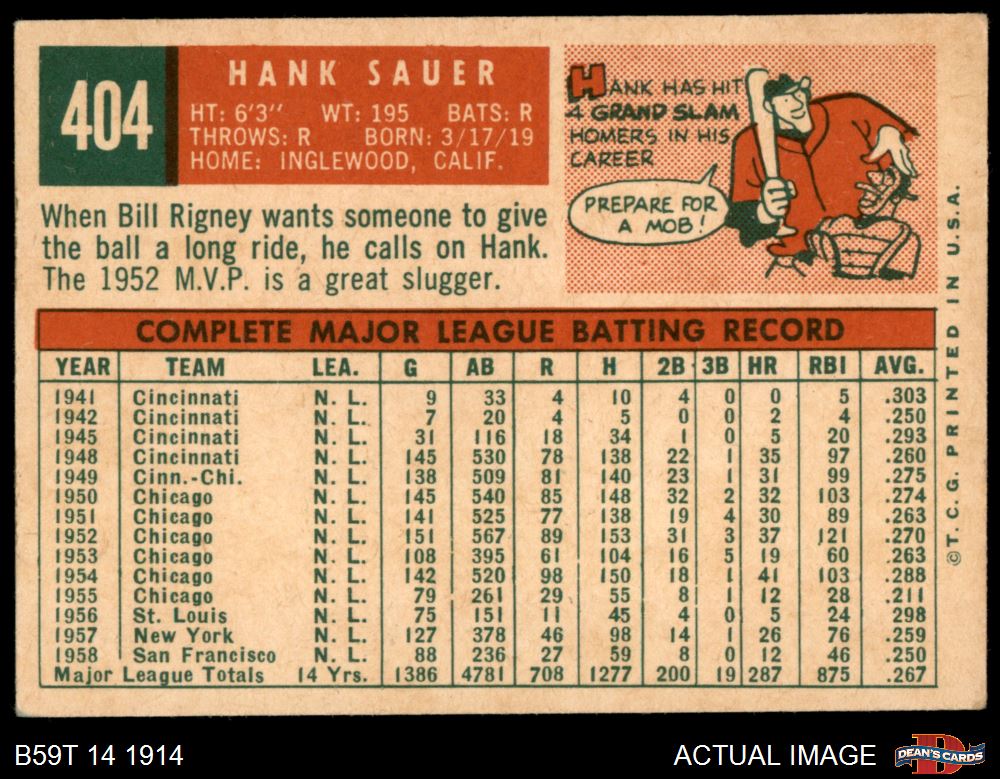 404
HANK SAUER
HT: 6'3" WT: 195 BATS: R
THROWS: R BORN: 3/17/19
HOME: INGLEWOOD, CALIF.
HANK HAS HIT
4 GRAND SLAM
HOMERS IN HIS
CAREER
PREPARE FOR
A MOB!
When Bill Rigney wants someone to give
the ball a long ride, he calls on Hank.
The 1952 M.V.P. is a great slugger.
COMPLETE MAJOR LEAGUE BATTING RECORD
YEAR TEAM LEA. G AB R H 2B 3B HR RBI AVG.
1941 Cincinnati N. L. 9 33 4 10 4 0 0 5 .303
1942 Cincinnati N. L. 7 20 4 5 0 0 2 4 .250
1945 Cincinnati N. L. 31 116 18 34 1 0 5 20 .293
1948 Cincinnati N. L. 145 530 78 138 22 1 35 97 .260
1949 Cinn.-Chi. N. L. 138 509 81 140 23 1 31 99 .275
1950 Chicago N. L. 145 540 85 148 32 2 32 103 .274
1951 Chicago N. L. 141 525 77 138 19 4 30 89 .263
1952 Chicago N. L. 151 567 89 153 31 3 37 121 .270
1953 Chicago N. L. 108 395 61 104 16 5 19 60 .263
1954 Chicago N. L. 142 520 98 150 18 1 41 103 .288
1955 Chicago N. L. 79 261 29 55 8 1 12 28 .211
1956 St. Louis N. L. 75 151 11 45 4 0 5 24 .298
1957 New York N. L. 127 378 46 98 14 1 26 76 .259
1958 San Francisco N. L. 88 236 27 59 8 0 12 46 .250
Major League Totals 14 Yrs. 1386 4781 708 1277 200 19 287 875 .267
©T. C. G. PRINTED IN U.S.A.
B59T 14 1914
ACTUAL IMAGE
DEAN'S CARDS